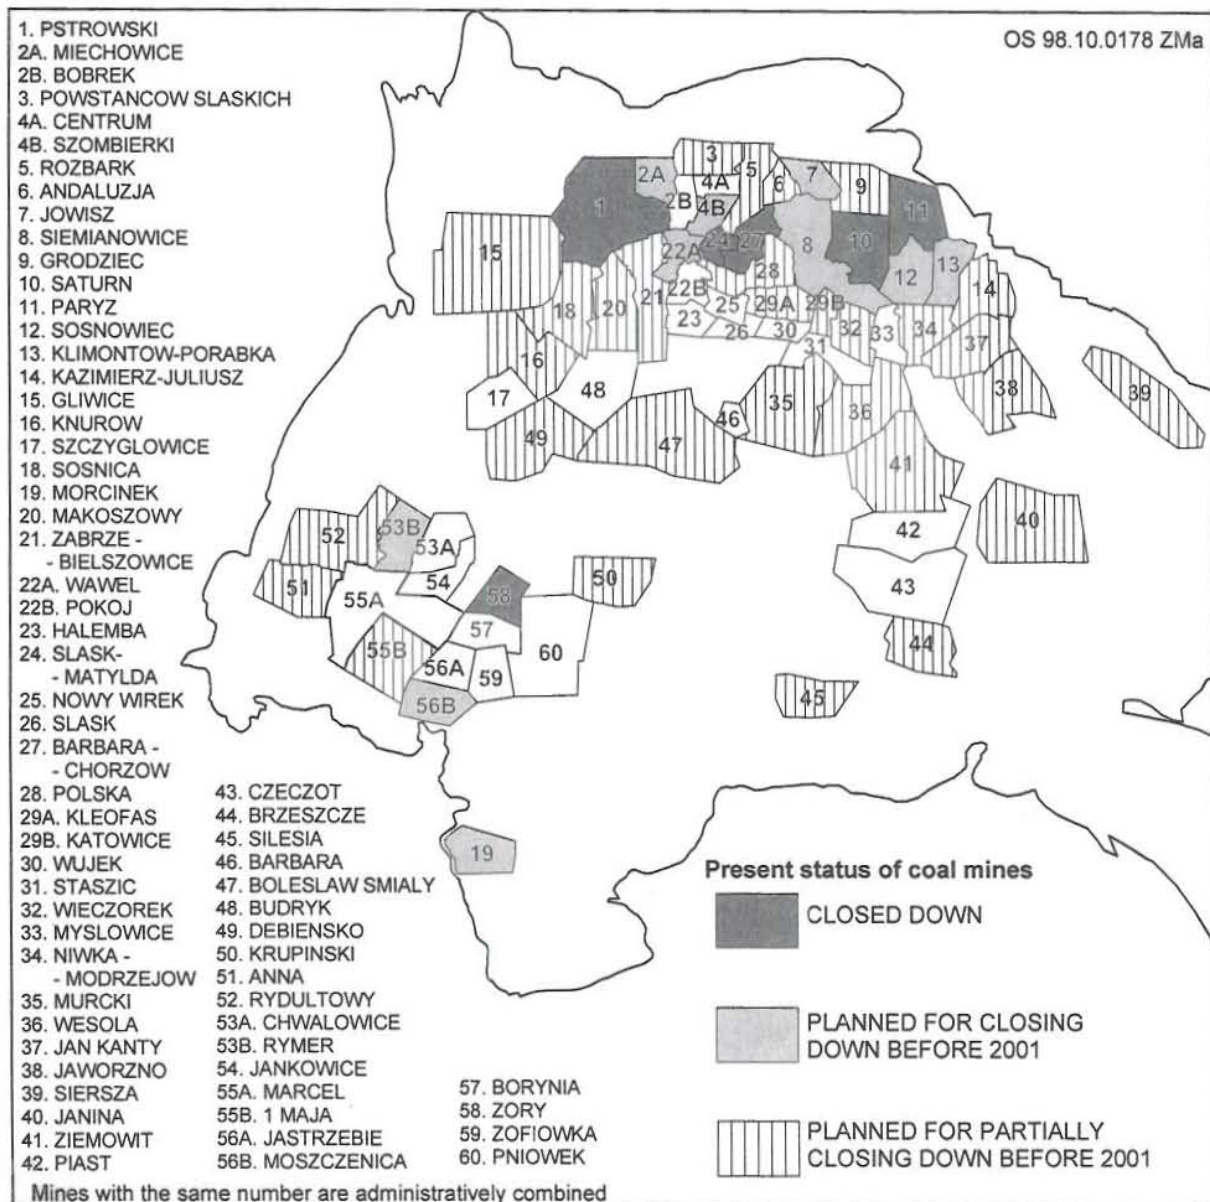 OS 98.10.0178 ZMa
1. PSTROWSKI
2A. MIECHOWICE
2B. BOBREK
3. POWSTANCOW SLASKICH
4A. CENTRUM
4B. SZOMBIERKI
5. ROZBARK
6. ANDALUZJA
7. JOWISZ
8. SIEMIANOWICE
9. GRODZIEC
10. SATURN
11. PARYZ
12. SOSNOWIEC
13. KLIMONTOW-PORABKA
14. KAZIMIERZ-JULIUSZ
15. GLIWICE
16. KNUROW
17. SZCZYGLOWICE
18. SOSNICA
19. MORCINEK
20. MAKOSZOWY
21. ZABRZE -
- BIELSZOWICE
22A. WAWEL
22B. POKOJ
23. HALEMBA
24. SLASK-
- MATYLDA
25. NOWY WIREK
26. SLASK
27. BARBARA -
- CHORZOW
28. POLSKA
29A. KLEOFAS
29B. KATOWICE
30. WUJEK
31. STASZIC
32. WIECZOREK
33. MYSLOWICE
34. NIWKA -
- MODRZEJOW
35. MURCKI
36. WESOLA
37. JAN KANTY
38. JAWORZNO
39. SIERSZA
40. JANINA
41. ZIEMOWIT
42. PIAST
43. CZECZOT
44. BRZESZCZE
45. SILESIA
46. BARBARA
47. BOLESLAW SMIALY
48. BUDRYK
49. DEBIENSKO
50. KRUPINSKI
51. ANNA
52. RYDULTOWY
53A. CHWALOWICE
53B. RYMER
54. JANKOWICE
55A. MARCEL
55B. 1 MAJA
56A. JASTRZEBIE
56B. MOSZCZENICA
57. BORYNIA
58. ZORY
59. ZOFIOWKA
60. PNIOWEK
Mines with the same number are administratively combined
3
2A
4A
5
6
7
9
1
2B
4B
11
24
27
8
10
15
22A
28
12
13
22B
14
18
20
21
25
29A
29B
23
26
30
32
33
34
31
37
16
17
48
46
35
36
38
39
49
47
41
52
53B
53A
42
40
51
54
50
43
55A
58
57
55B
56A
59
60
44
56B
45
19
Present status of coal mines
CLOSED DOWN
PLANNED FOR CLOSING
DOWN BEFORE 2001
PLANNED FOR PARTIALLY
CLOSING DOWN BEFORE 2001